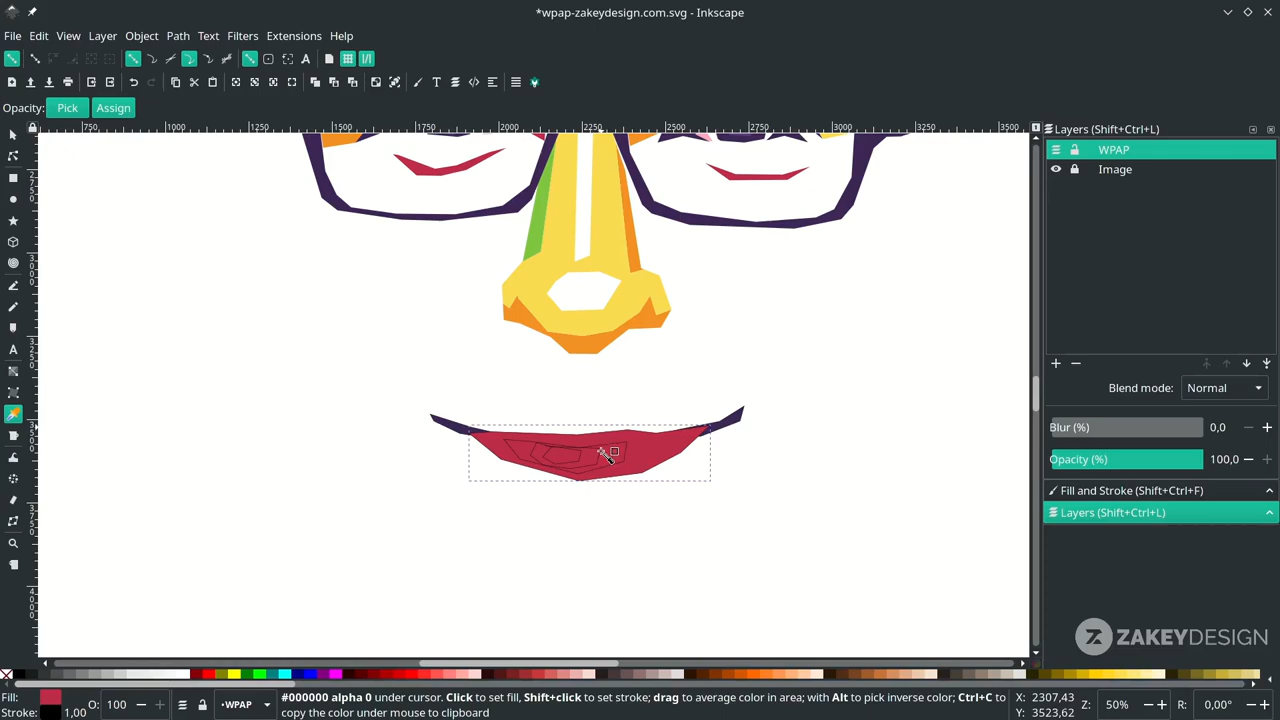 *wpap-zakeydesign.com.svg - Inkscape
File Edit View Layer Object Path Text Filters Extensions Help
Opacity: Pick Assign
750 1000 1250 1500 1750 2000 2250 2500 2750 3000 3250 3500
Layers (Shift+Ctrl+L)
WPAP
Image
Blend mode: Normal
Blur (%) 0,0
Opacity (%) 100,0
Fill and Stroke (Shift+Ctrl+F)
Layers (Shift+Ctrl+L)
ZAKEYDESIGN
Fill: O: 100 •WPAP #000000 alpha 0 under cursor. Click to set fill, Shift+click to set stroke; drag to average color in area; with Alt to pick inverse color; Ctrl+C to X: 2307,43 Z: 50% R: 0,00°
Stroke: 1,00 copy the color under mouse to clipboard Y: 3523,62